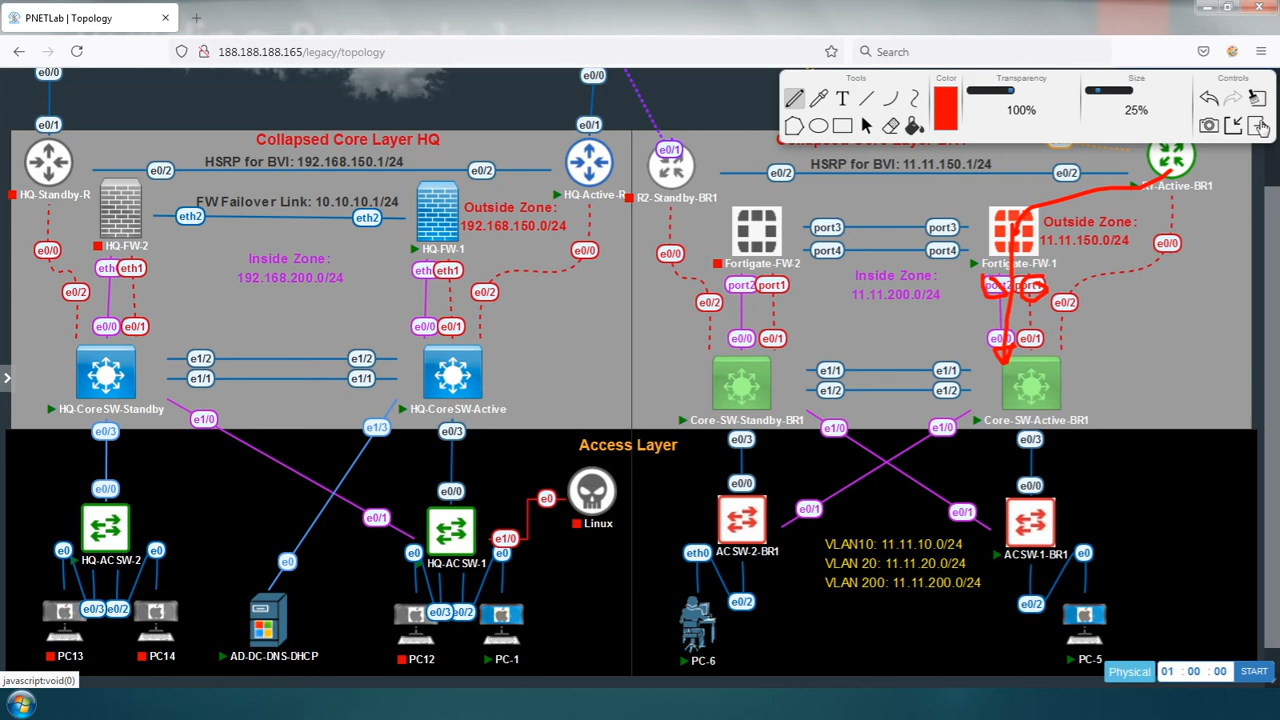 PNETLab | Topology
188.188.188.165/legacy/topology
Search
Tools
Color
Transparency
Size
Controls
100%
25%
e0/0
e0/0
e0/1
e0/1
e0/1
Collapsed Core Layer HQ
HSRP for BVI: 192.168.150.1/24
HSRP for BVI: 11.11.150.1/24
e0/2
e0/2
e0/2
e0/2
HQ-Standby-R
HQ-Active-R
R2-Standby-BR1
FW Failover Link: 10.10.10.1/24
eth2
eth2
Outside Zone:
192.168.150.0/24
port3
port3
port4
port4
Outside Zone:
11.11.150.0/24
HQ-FW-2
HQ-FW-1
e0/0
e0/0
e0/0
e0/0
Fortigate-FW-2
Fortigate-FW-1
Inside Zone:
192.168.200.0/24
Inside Zone:
11.11.200.0/24
eth1
eth1
port2
port1
e0/2
e0/2
e0/2
e0/2
e0/0
e0/1
e0/0
e0/1
e0/0
e0/1
e0/1
e1/2
e1/2
e1/1
e1/1
e1/1
e1/1
e1/2
e1/2
HQ-CoreSW-Standby
HQ-CoreSW-Active
Core-SW-Standby-BR1
Core-SW-Active-BR1
e1/0
e1/3
e1/0
e1/0
e0/3
e0/3
e0/3
e0/3
Access Layer
e0/0
e0/0
e0/0
e0/0
e0/1
e0
e0/1
e0/1
Linux
HQ-ACSW-2
HQ-ACSW-1
e1/0
ACSW-2-BR1
ACSW-1-BR1
VLAN10: 11.11.10.0/24
VLAN 20: 11.11.20.0/24
VLAN 200: 11.11.200.0/24
e0
e0
e0
e0
e0
eth0
e0
e0/3
e0/2
e0/3
e0/2
e0/2
e0/2
PC13
PC14
AD-DC-DNS-DHCP
PC12
PC-1
PC-6
PC-5
javascript:void(0)
Physical
01 : 00 : 00
START